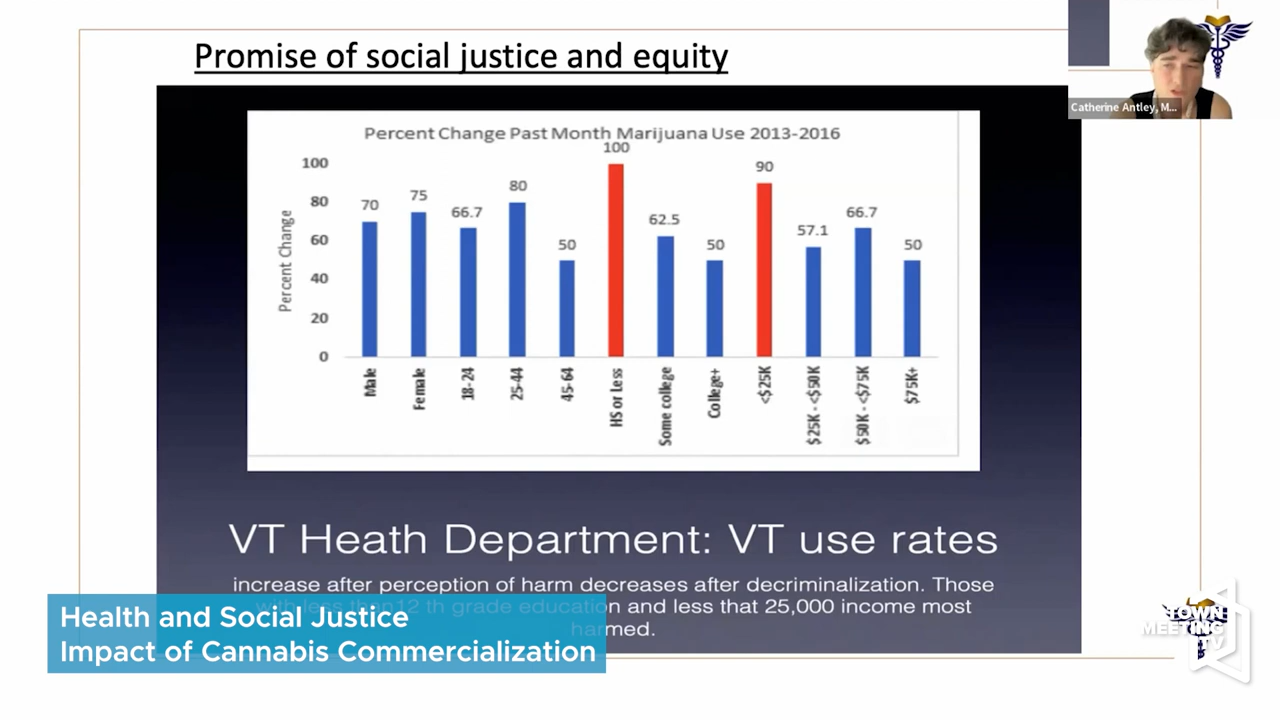 Promise of social justice and equity
Catherine Antley, M...
Percent Change Past Month Marijuana Use 2013-2016
Percent Change
100
80
60
40
20
0
70
75
66.7
80
50
100
62.5
50
90
57.1
66.7
50
Male
Female
18-24
25-44
45-64
HS or Less
Some college
College+
<$25K
$25K - <$50K
$50K - <$75K
$75K+
VT Heath Department: VT use rates
increase after perception of harm decreases after decriminalization. Those
with less than12 th grade education and less that 25,000 income most
harmed.
Health and Social Justice
Impact of Cannabis Commercialization
TOWN
MEETING
TV